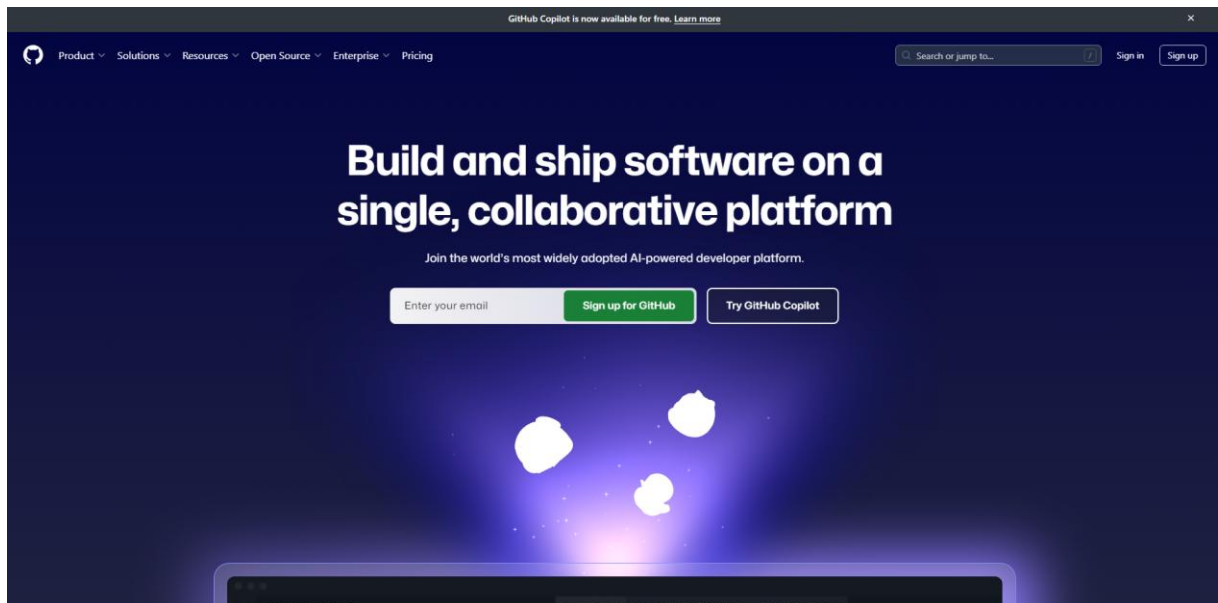 GitHub Copilot is now available for free. Learn more
Product Solutions Resources Open Source Enterprise Pricing
Search or jump to... /
Sign in
Sign up
Build and ship software on a
single, collaborative platform
Join the world's most widely adopted AI-powered developer platform.
Enter your email
Sign up for GitHub
Try GitHub Copilot